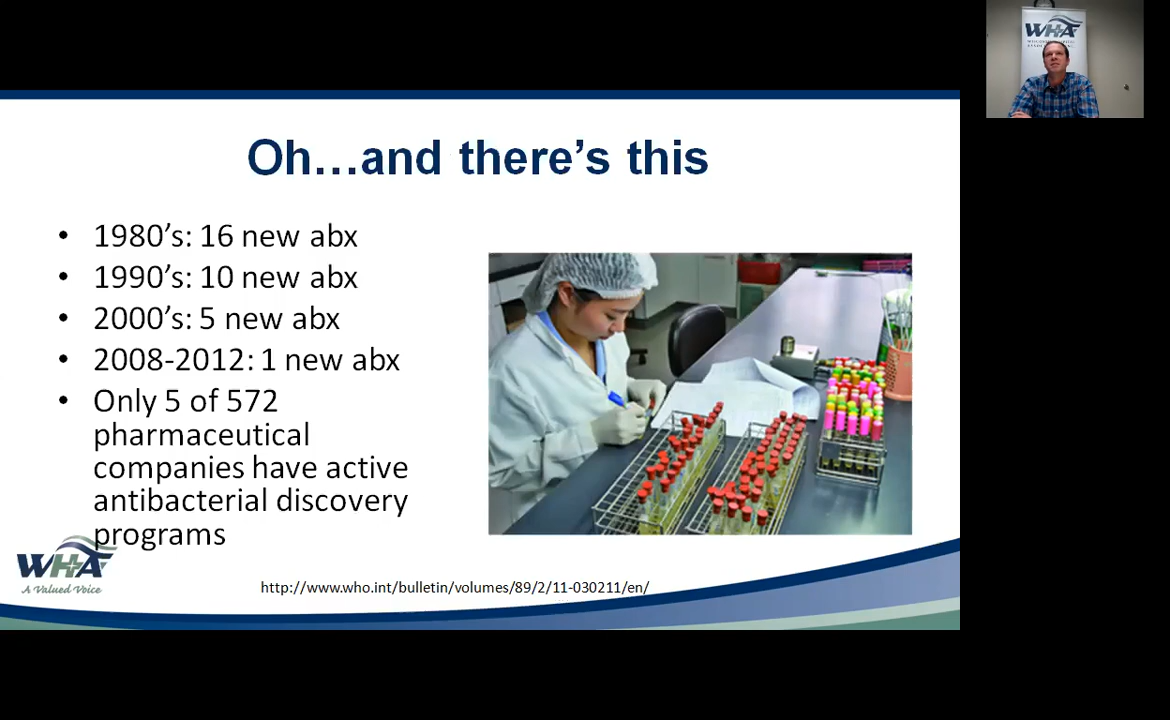 Oh…and there's this
• 1980's: 16 new abx
• 1990's: 10 new abx
• 2000's: 5 new abx
• 2008-2012: 1 new abx
• Only 5 of 572
pharmaceutical
companies have active
antibacterial discovery
programs
WHA
A Valued Voice
http://www.who.int/bulletin/volumes/89/2/11-030211/en/
WHA